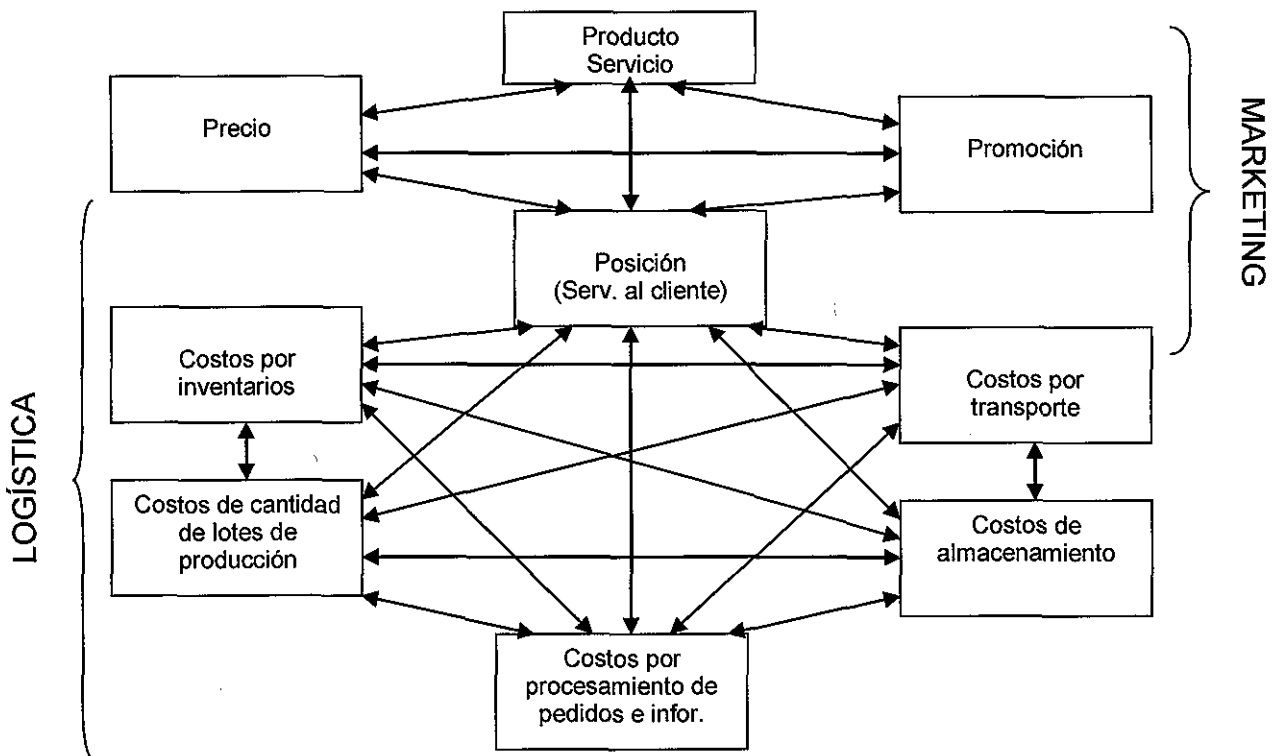 Producto
Servicio
Precio
Promoción
MARKETING
Posición
(Serv. al cliente)
Costos por
inventarios
Costos por
transporte
LOGÍSTICA
Costos de cantidad
de lotes de
producción
Costos de
almacenamiento
Costos por
procesamiento de
pedidos e infor.